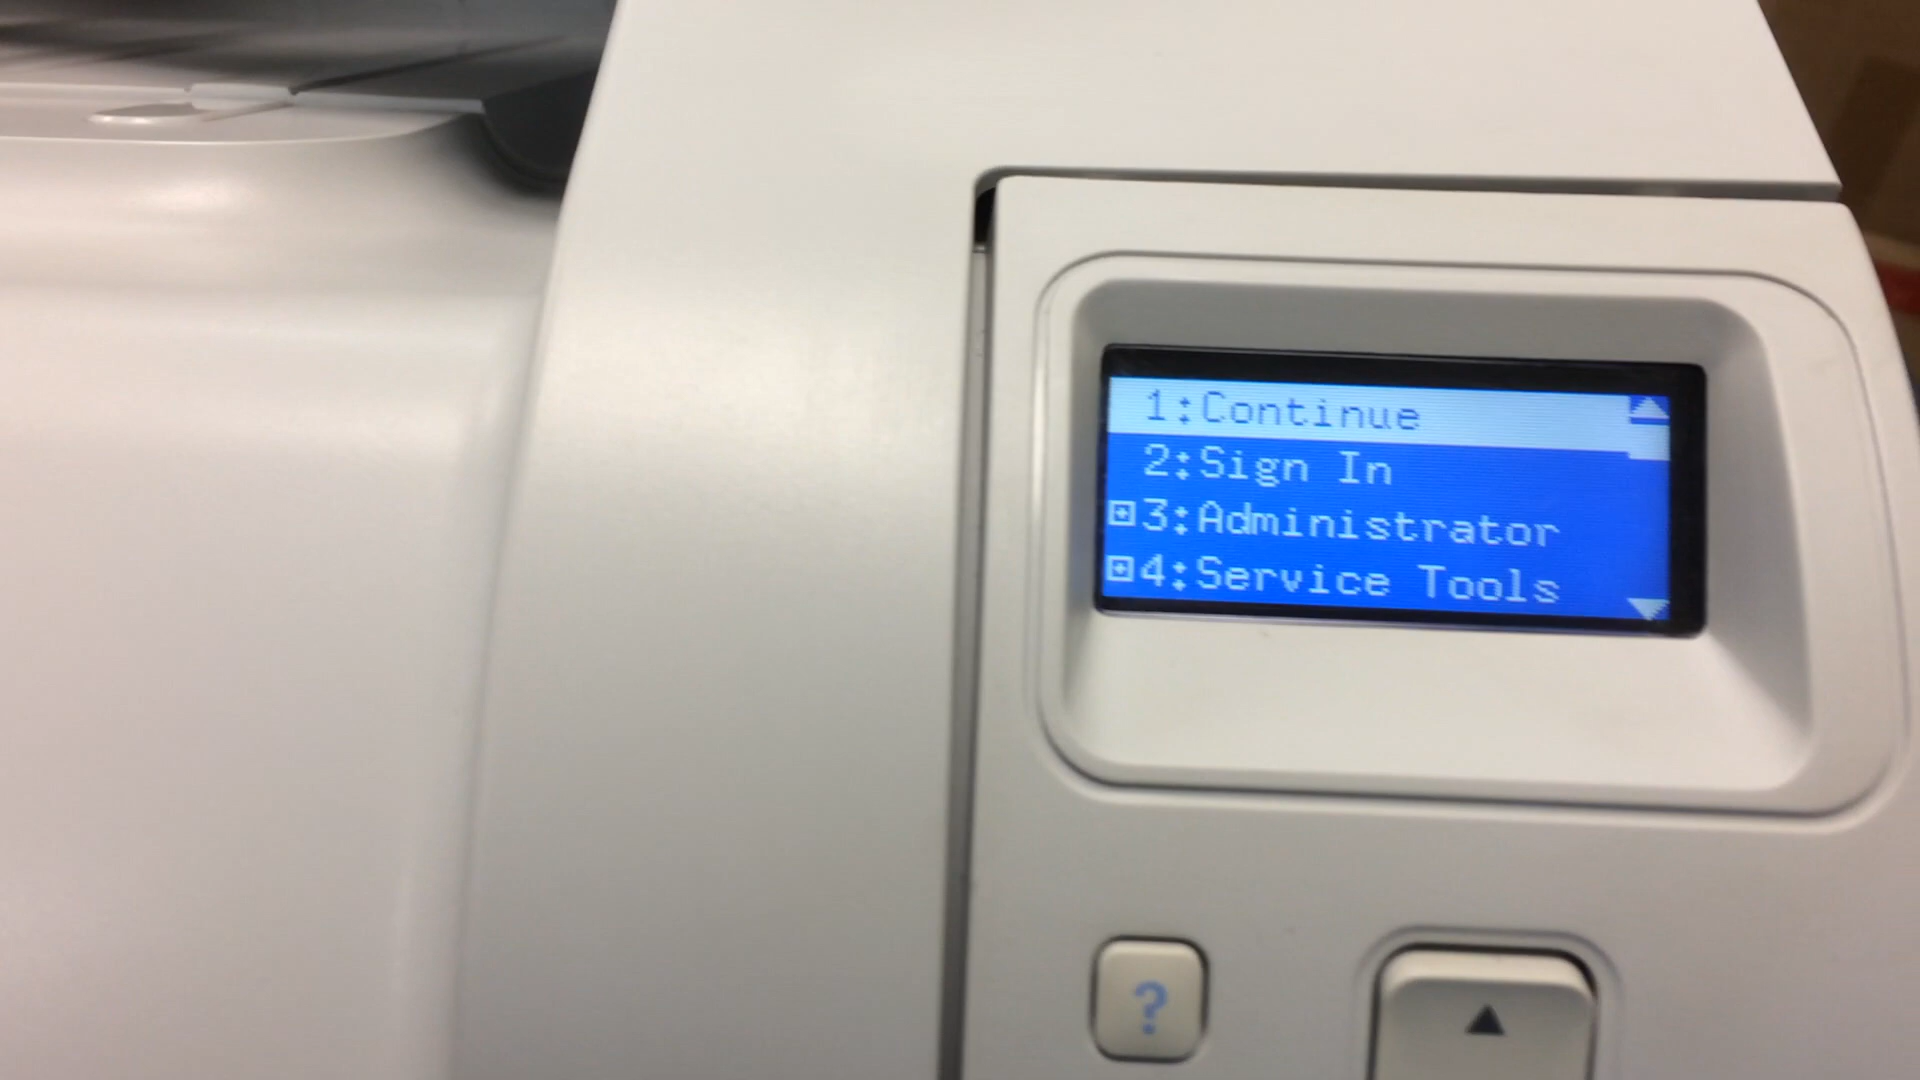 1:Continue
2:Sign In
+3:Administrator
+4:Service Tools
?